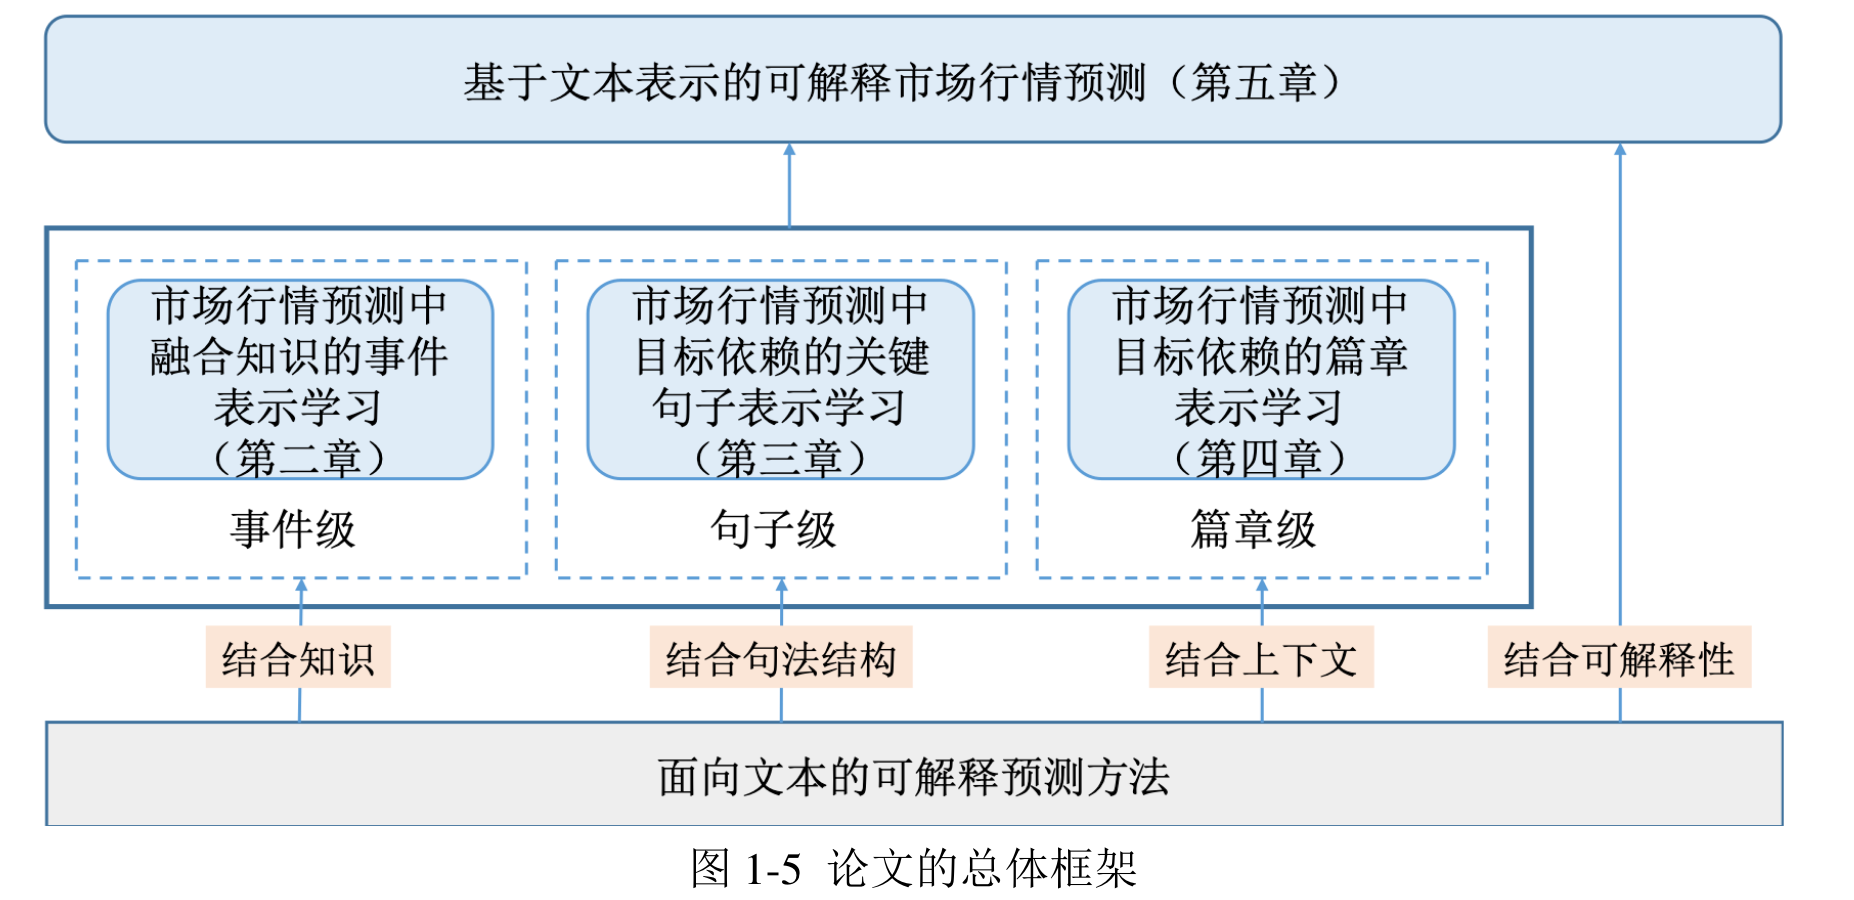 基于文本表示的可解释市场行情预测（第五章）
市场行情预测中
融合知识的事件
表示学习
（第二章）
事件级
市场行情预测中
目标依赖的关键
句子表示学习
（第三章）
句子级
市场行情预测中
目标依赖的篇章
表示学习
（第四章）
篇章级
结合知识
结合句法结构
结合上下文
结合可解释性
面向文本的可解释预测方法
图 1-5 论文的总体框架